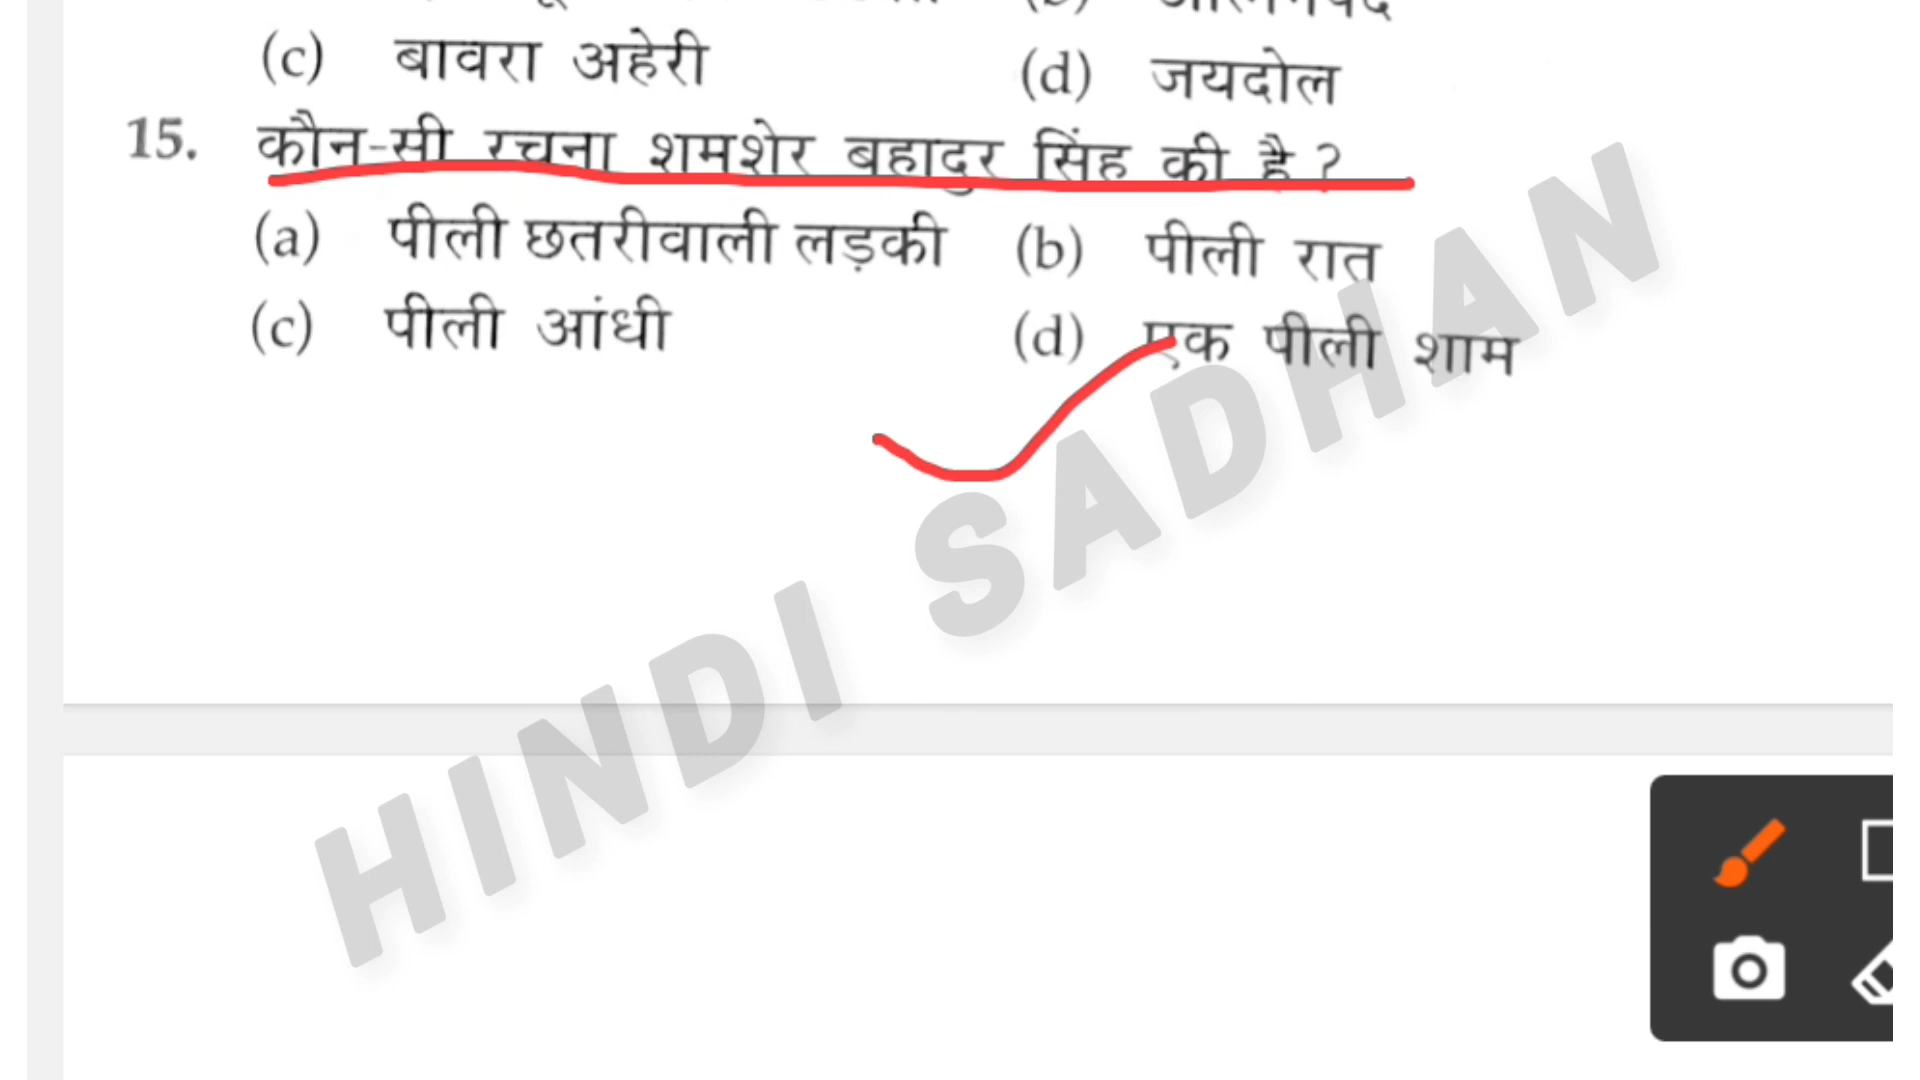 (c) बावरा अहेरी (d) जयदोल
15. कौन-सी रचना शमशेर बहादुर सिंह की है ?
(a) पीली छतरीवाली लड़की (b) पीली रात
(c) पीली आंधी (d) एक पीली शाम
HINDI SADHAN